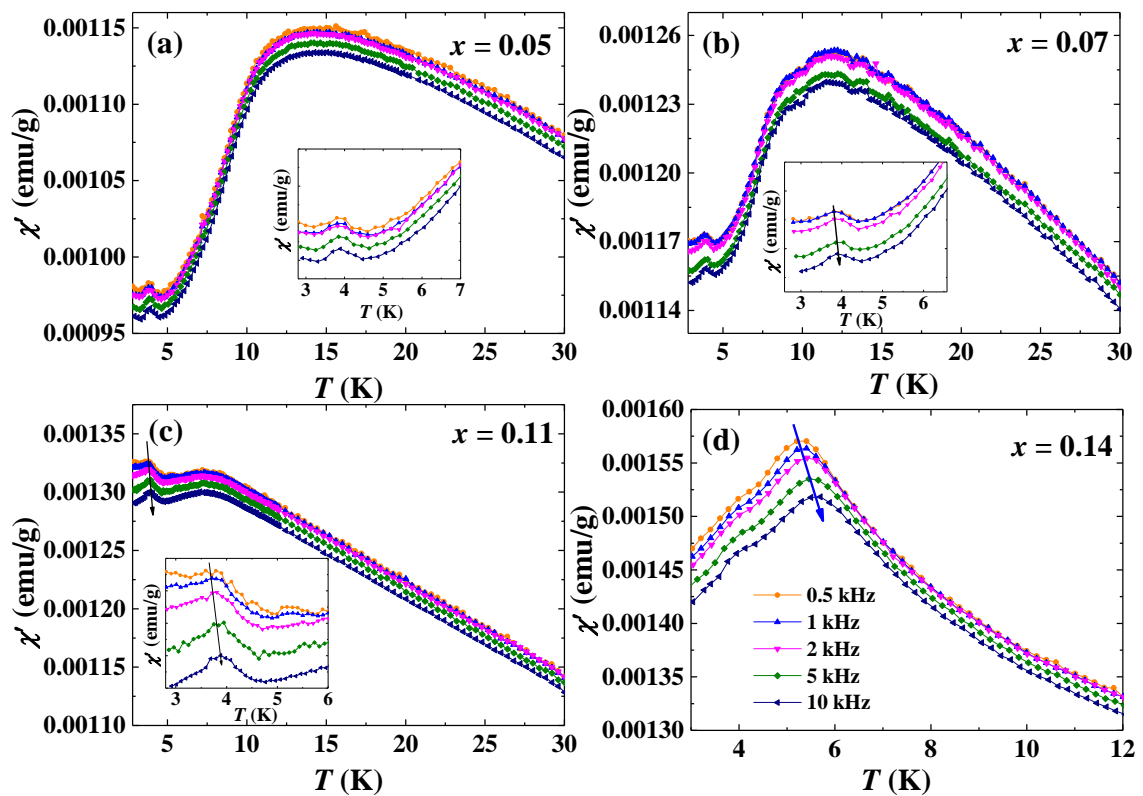 (a)
x = 0.05
χ′ (emu/g)
0.00115
0.00110
0.00105
0.00100
0.00095
5 10 15 20 25 30
T (K)
χ′ (emu/g)
3 4 5 6 7
T (K)
(b)
x = 0.07
χ′ (emu/g)
0.00126
0.00123
0.00120
0.00117
0.00114
5 10 15 20 25 30
T (K)
χ′ (emu/g)
3 4 5 6
T (K)
(c)
x = 0.11
χ′ (emu/g)
0.00135
0.00130
0.00125
0.00120
0.00115
0.00110
5 10 15 20 25 30
T (K)
χ′ (emu/g)
3 4 5 6
T (K)
(d)
x = 0.14
χ′ (emu/g)
0.00160
0.00155
0.00150
0.00145
0.00140
0.00135
0.00130
4 6 8 10 12
T (K)
0.5 kHz
1 kHz
2 kHz
5 kHz
10 kHz